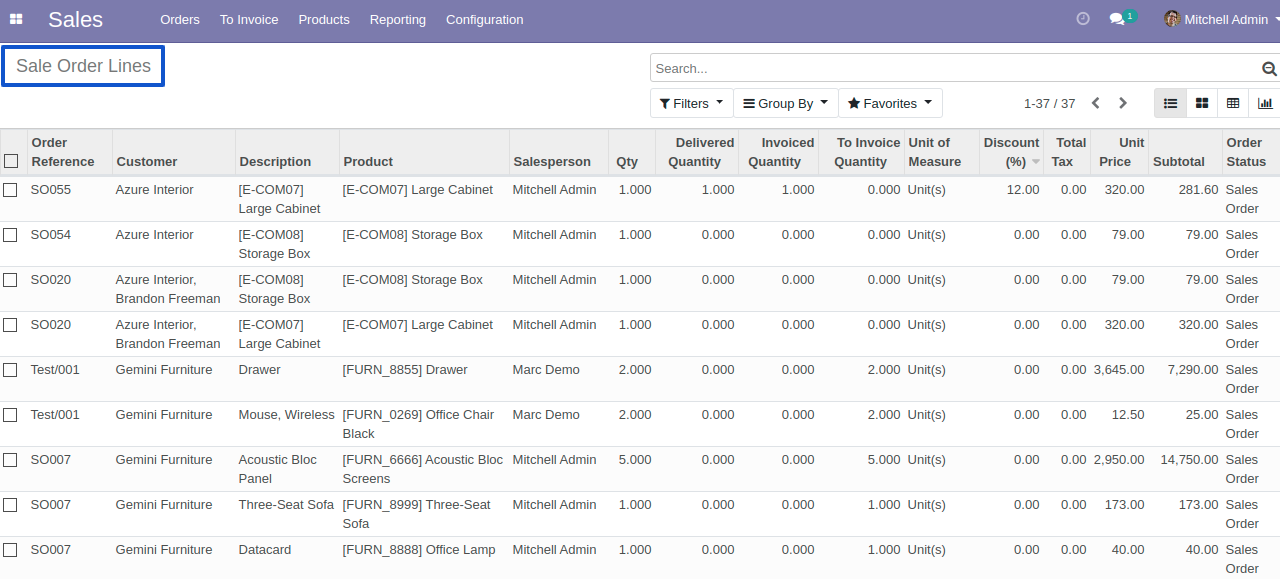 Sales Orders To Invoice Products Reporting Configuration 1 Mitchell Admin
Sale Order Lines
Search...
Filters Group By Favorites 1-37 / 37
Order Delivered Invoiced To Invoice Unit of Discount Total Unit Order
Reference Customer Description Product Salesperson Qty Quantity Quantity Quantity Measure (%) Tax Price Subtotal Status
SO055 Azure Interior [E-COM07] [E-COM07] Large Cabinet Mitchell Admin 1.000 1.000 1.000 0.000 Unit(s) 12.00 0.00 320.00 281.60 Sales
Large Cabinet Order
SO054 Azure Interior [E-COM08] [E-COM08] Storage Box Mitchell Admin 1.000 0.000 0.000 0.000 Unit(s) 0.00 0.00 79.00 79.00 Sales
Storage Box Order
SO020 Azure Interior, [E-COM08] [E-COM08] Storage Box Mitchell Admin 1.000 0.000 0.000 0.000 Unit(s) 0.00 0.00 79.00 79.00 Sales
Brandon Freeman Storage Box Order
SO020 Azure Interior, [E-COM07] [E-COM07] Large Cabinet Mitchell Admin 1.000 0.000 0.000 0.000 Unit(s) 0.00 0.00 320.00 320.00 Sales
Brandon Freeman Large Cabinet Order
Test/001 Gemini Furniture Drawer [FURN_8855] Drawer Marc Demo 2.000 0.000 0.000 2.000 Unit(s) 0.00 0.00 3,645.00 7,290.00 Sales
Order
Test/001 Gemini Furniture Mouse, Wireless [FURN_0269] Office Chair Marc Demo 2.000 0.000 0.000 2.000 Unit(s) 0.00 0.00 12.50 25.00 Sales
Black Order
SO007 Gemini Furniture Acoustic Bloc [FURN_6666] Acoustic Bloc Mitchell Admin 5.000 0.000 0.000 5.000 Unit(s) 0.00 0.00 2,950.00 14,750.00 Sales
Panel Screens Order
SO007 Gemini Furniture Three-Seat Sofa [FURN_8999] Three-Seat Mitchell Admin 1.000 0.000 0.000 1.000 Unit(s) 0.00 0.00 173.00 173.00 Sales
Sofa Order
SO007 Gemini Furniture Datacard [FURN_8888] Office Lamp Mitchell Admin 1.000 0.000 0.000 1.000 Unit(s) 0.00 0.00 40.00 40.00 Sales
Order